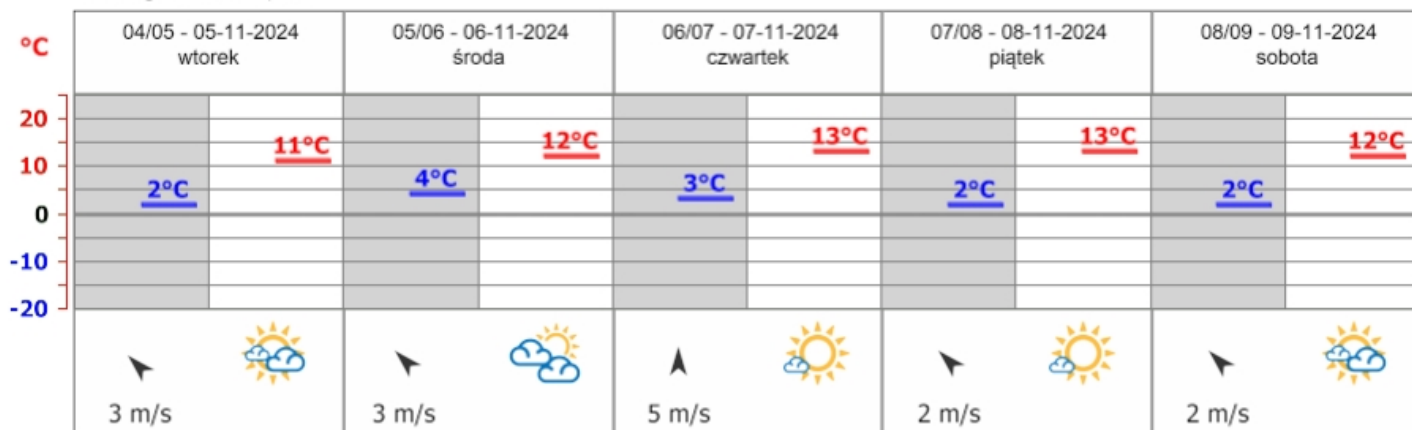 °C
04/05 - 05-11-2024
wtorek
05/06 - 06-11-2024
środa
06/07 - 07-11-2024
czwartek
07/08 - 08-11-2024
piątek
08/09 - 09-11-2024
sobota
20
10
0
-10
-20
2°C
11°C
4°C
12°C
3°C
13°C
2°C
13°C
2°C
12°C
3 m/s
3 m/s
5 m/s
2 m/s
2 m/s